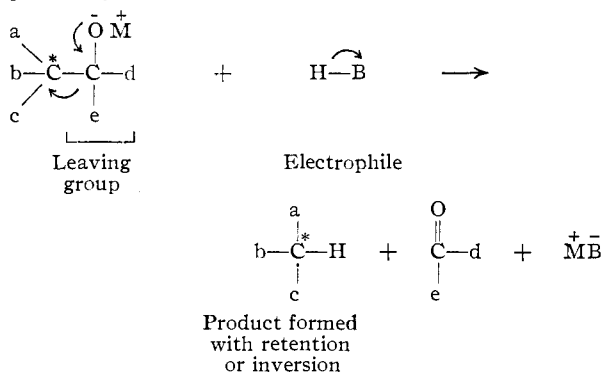 a
Ō M⁺
b—C*—C—d + H—B ⟶
c e
Leaving Electrophile
group
a O
b—C*—H + C—d + M⁺B⁻
c e
Product formed
with retention
or inversion